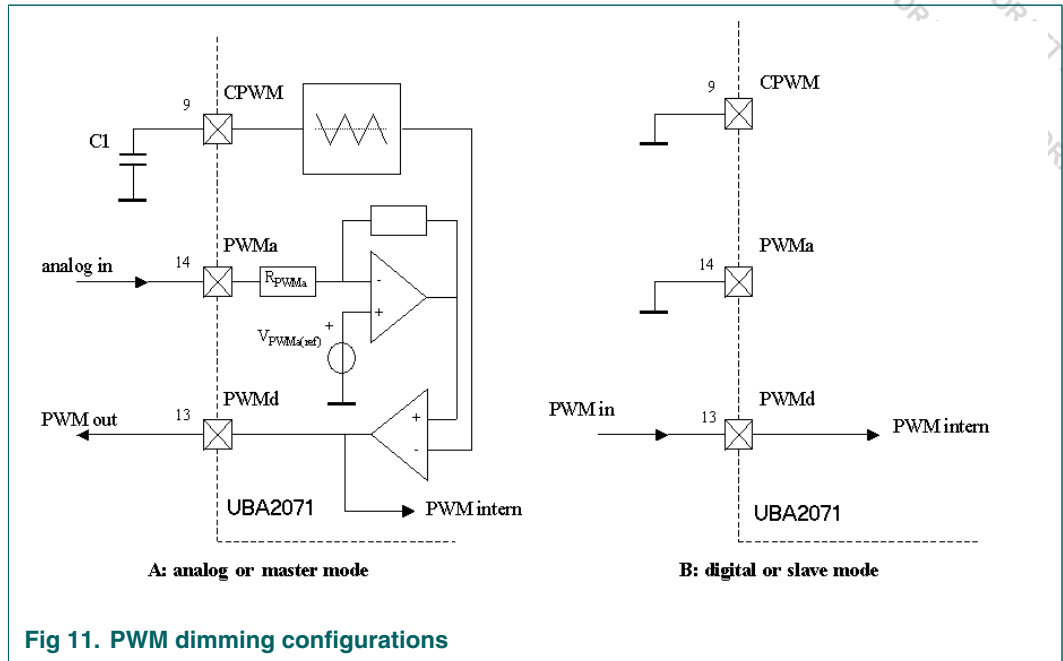 9
CPWM
C1
PWMa
analog in
14
RPWMa
-
+
+
VPWMa(ref)
PWMd
PWM out
13
+
-
UBA2071
PWM intern
A: analog or master mode
9
CPWM
PWMa
14
PWMd
PWM in
13
PWM intern
UBA2071
B: digital or slave mode
Fig 11. PWM dimming configurations